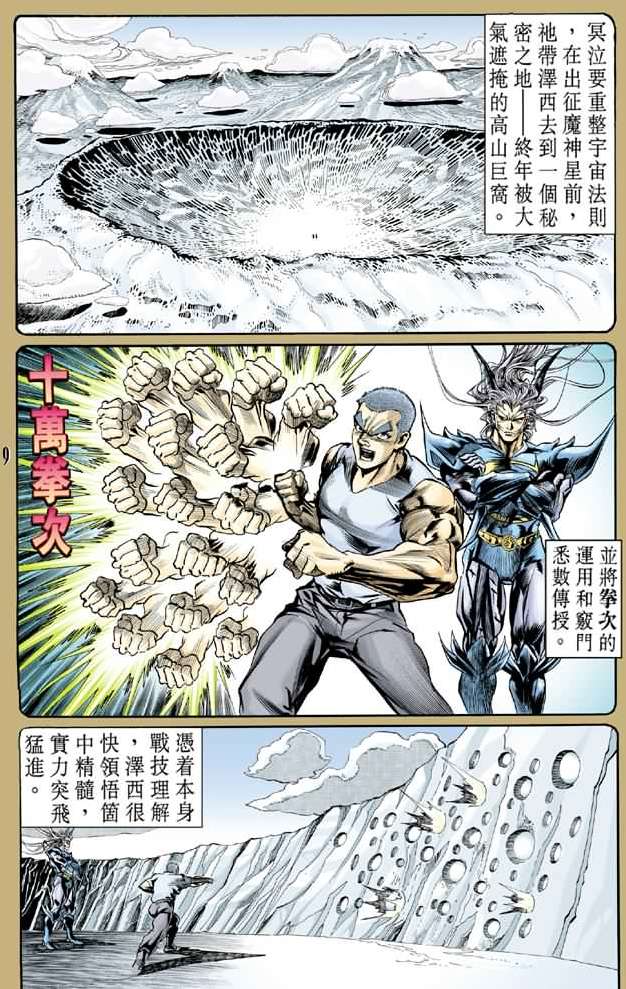 冥泣要重整宇宙法則
，在出征魔神星前，
祂帶澤西去到一個秘
密之地——終年被大
氣遮掩的高山巨窩。
十萬拳次
9
並將拳次的
運用和竅門
悉數傳授。
憑着本身
戰技理解
，澤西很
快領悟箇
中精髓，
實力突飛
猛進。